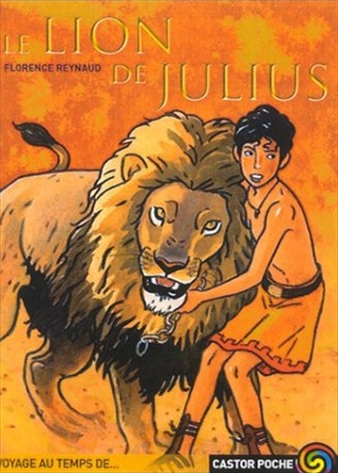 LE LION
FLORENCE REYNAUD
DE JULIUS
VOYAGE AU TEMPS DE...
CASTOR POCHE